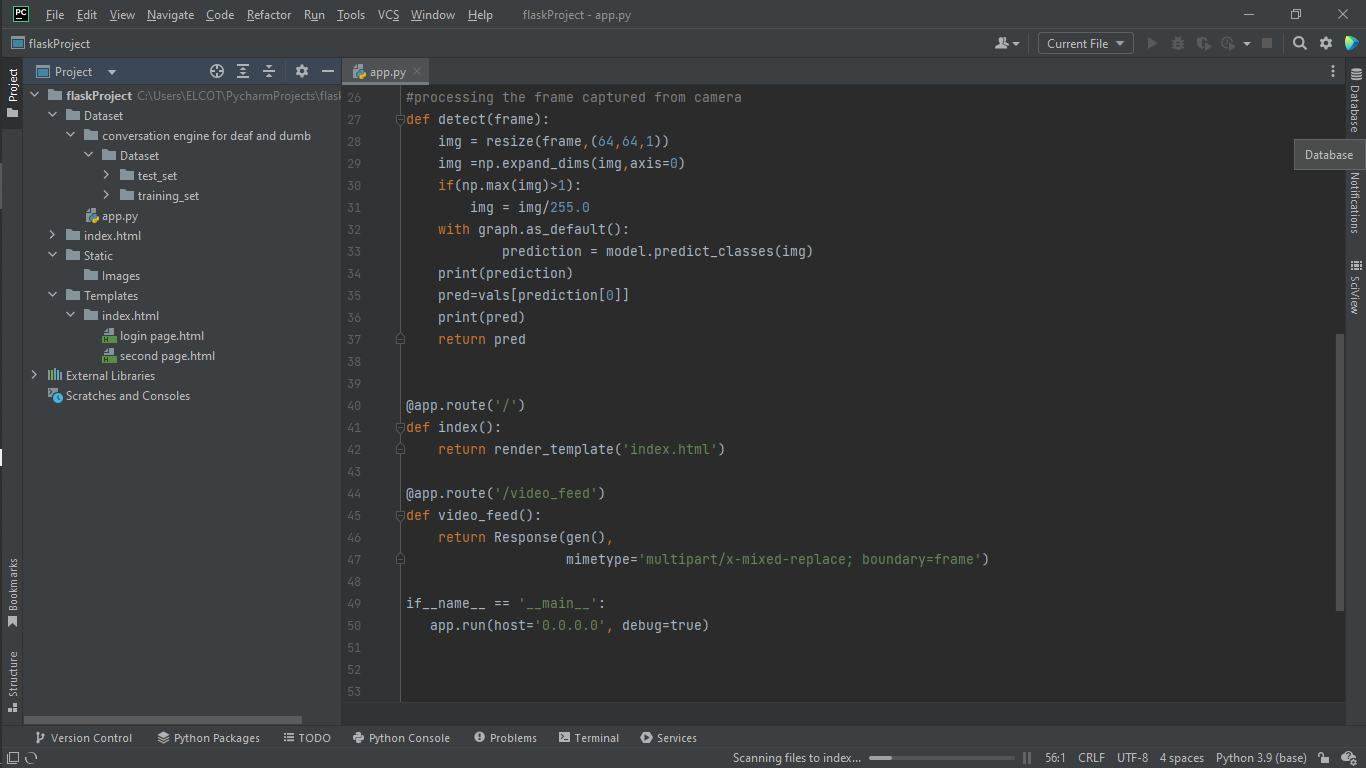 PC File Edit View Navigate Code Refactor Run Tools VCS Window Help flaskProject - app.py
flaskProject Current File
Project
Project
flaskProject C:\Users\ELCOT\PycharmProjects\flask
Dataset
conversation engine for deaf and dumb
Dataset
test_set
training_set
app.py
index.html
Static
Images
Templates
index.html
login page.html
second page.html
External Libraries
Scratches and Consoles
Bookmarks
Structure
app.py
26 #processing the frame captured from camera
27 def detect(frame):
28     img = resize(frame,(64,64,1))
29     img =np.expand_dims(img,axis=0)
30     if(np.max(img)>1):
31         img = img/255.0
32     with graph.as_default():
33             prediction = model.predict_classes(img)
34     print(prediction)
35     pred=vals[prediction[0]]
36     print(pred)
37     return pred
38
39
40 @app.route('/')
41 def index():
42     return render_template('index.html')
43
44 @app.route('/video_feed')
45 def video_feed():
46     return Response(gen(),
47                     mimetype='multipart/x-mixed-replace; boundary=frame')
48
49 if__name__ == '__main__':
50    app.run(host='0.0.0.0', debug=true)
51
52
53
Database
Database
Notifications
SciView
Version Control Python Packages TODO Python Console Problems Terminal Services
Scanning files to index... 56:1 CRLF UTF-8 4 spaces Python 3.9 (base)